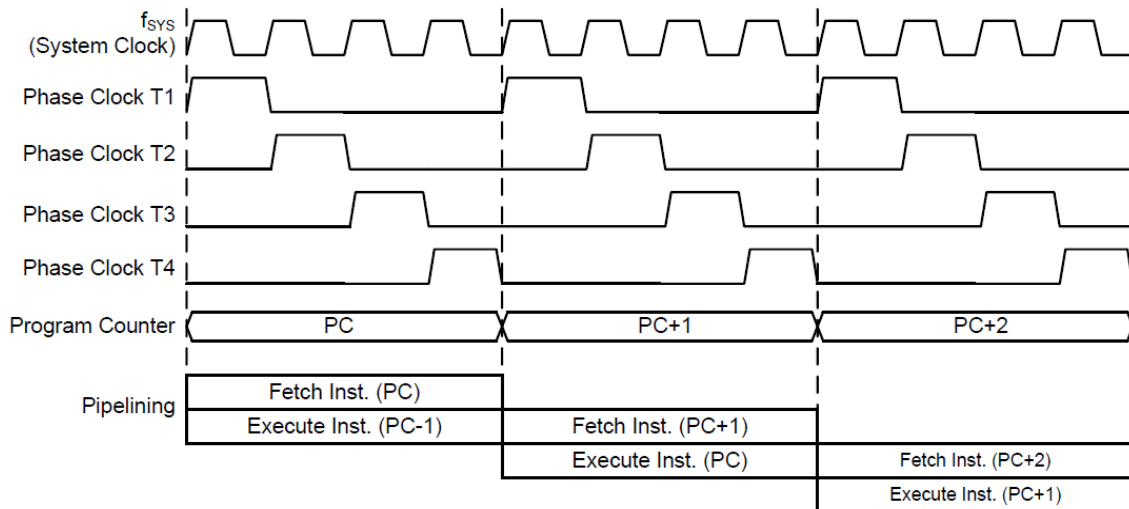 fSYS
(System Clock)
Phase Clock T1
Phase Clock T2
Phase Clock T3
Phase Clock T4
Program Counter PC PC+1 PC+2
Pipelining
Fetch Inst. (PC)
Execute Inst. (PC-1) Fetch Inst. (PC+1)
Execute Inst. (PC) Fetch Inst. (PC+2)
Execute Inst. (PC+1)